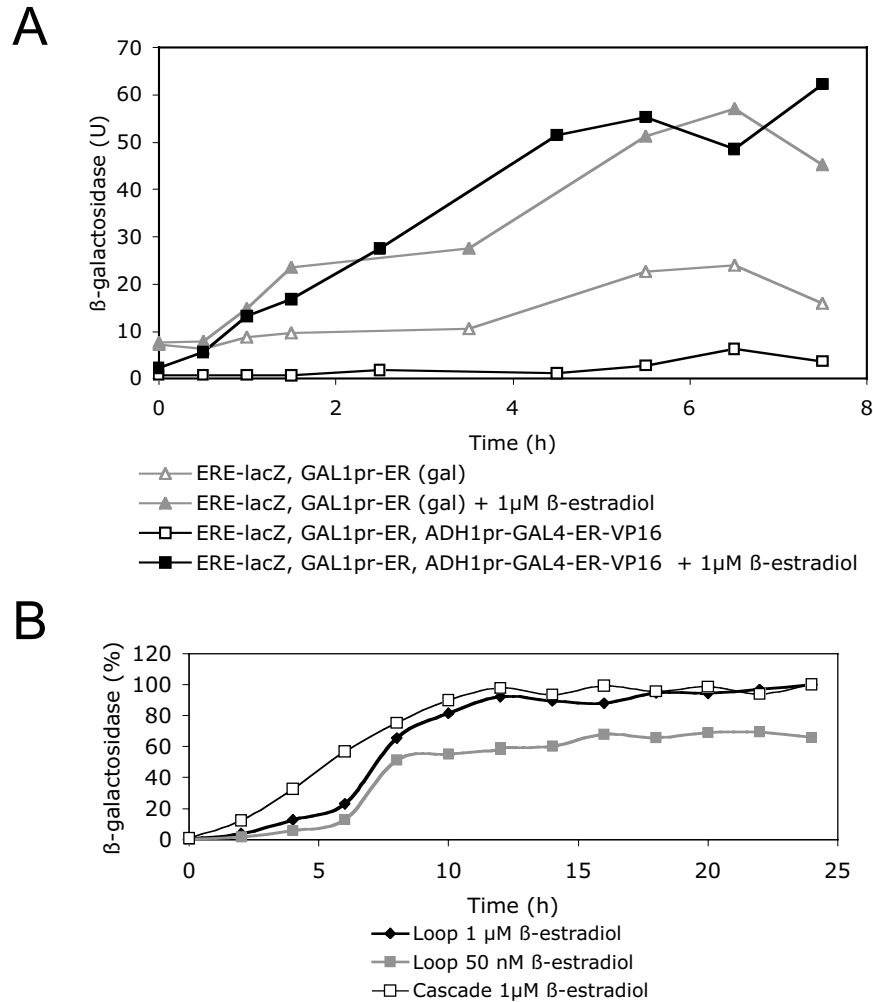 A
ß-galactosidase (U)
70
60
50
40
30
20
10
0
0 2 4 6 8
Time (h)
ERE-lacZ, GAL1pr-ER (gal)
ERE-lacZ, GAL1pr-ER (gal) + 1µM ß-estradiol
ERE-lacZ, GAL1pr-ER, ADH1pr-GAL4-ER-VP16
ERE-lacZ, GAL1pr-ER, ADH1pr-GAL4-ER-VP16 + 1µM ß-estradiol
B
ß-galactosidase (%)
120
100
80
60
40
20
0
0 5 10 15 20 25
Time (h)
Loop 1 µM ß-estradiol
Loop 50 nM ß-estradiol
Cascade 1µM ß-estradiol